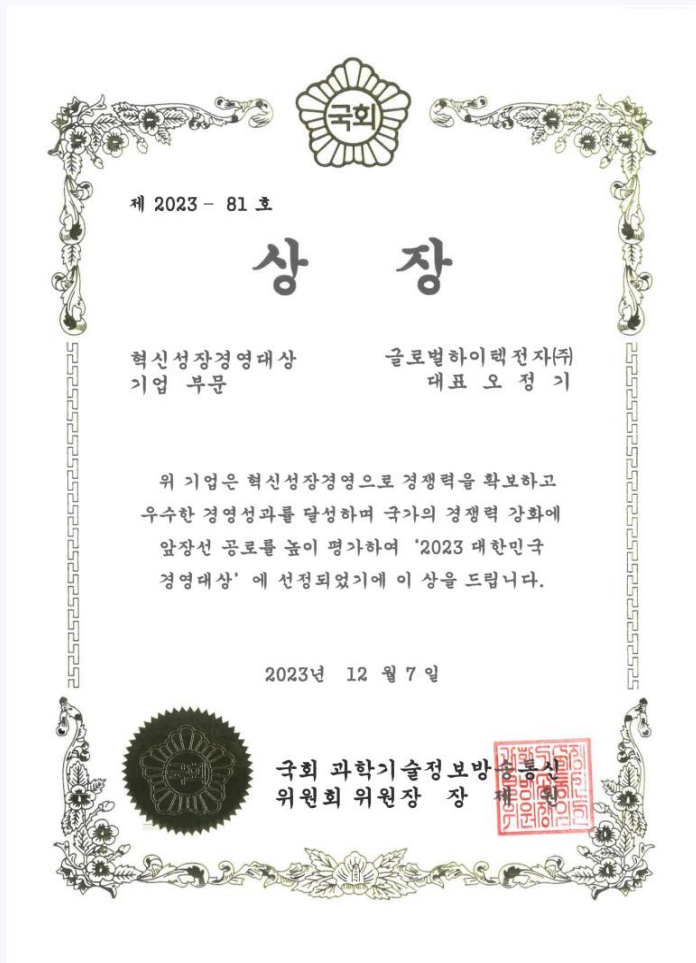 국회
제 2023 - 81 호
상 장
혁신성장경영대상
기업 부문
글로벌하이텍전자㈜
대표 오 정 기
위 기업은 혁신성장경영으로 경쟁력을 확보하고
우수한 경영성과를 달성하며 국가의 경쟁력 강화에
앞장선 공로를 높이 평가하여 ‘2023 대한민국
경영대상’ 에 선정되었기에 이 상을 드립니다.
2023년 12 월 7 일
국회
국회 과학기술정보방송통신
위원회 위원장 장 제 원